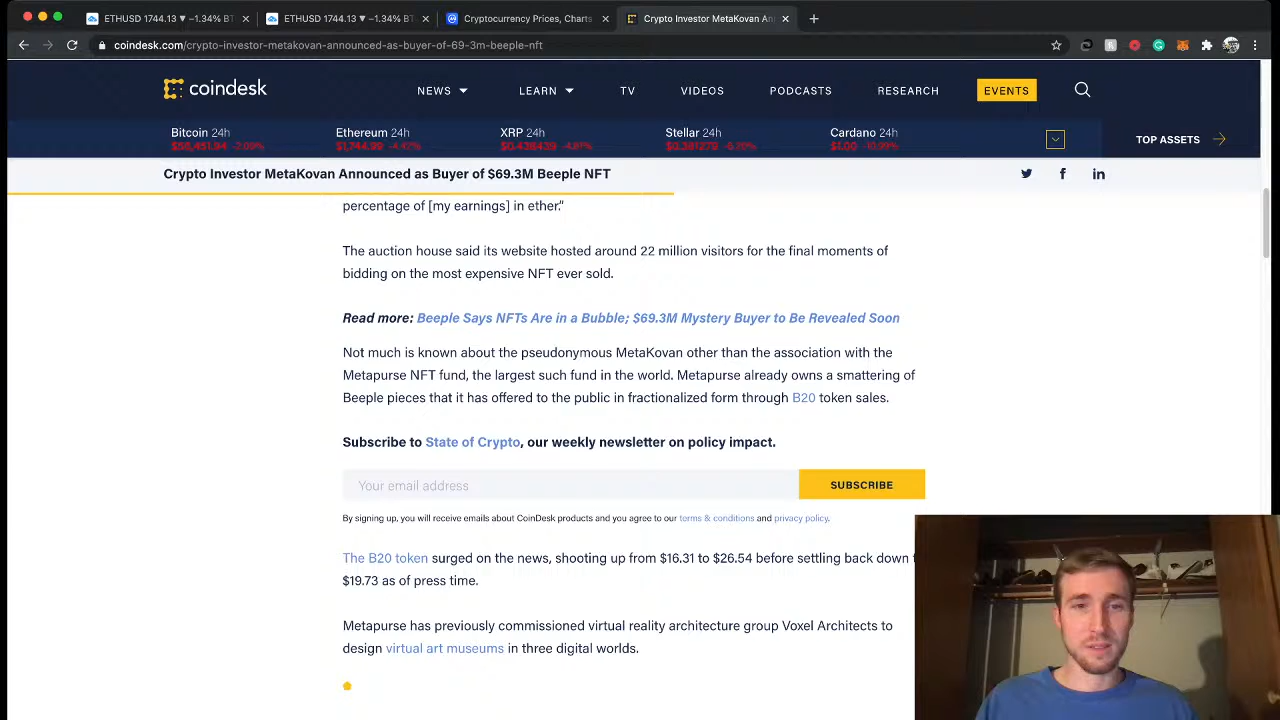 ETHUSD 1744.13 ▼ −1.34% BT
ETHUSD 1744.13 ▼ −1.34% BT
Cryptocurrency Prices, Charts
Crypto Investor MetaKovan An
coindesk.com/crypto-investor-metakovan-announced-as-buyer-of-69-3m-beeple-nft
coindesk
NEWS
LEARN
TV
VIDEOS
PODCASTS
RESEARCH
EVENTS
Bitcoin 24h
Ethereum 24h
XRP 24h
Stellar 24h
Cardano 24h
TOP ASSETS
Crypto Investor MetaKovan Announced as Buyer of $69.3M Beeple NFT
percentage of [my earnings] in ether."
The auction house said its website hosted around 22 million visitors for the final moments of
bidding on the most expensive NFT ever sold.
Read more: Beeple Says NFTs Are in a Bubble; $69.3M Mystery Buyer to Be Revealed Soon
Not much is known about the pseudonymous MetaKovan other than the association with the
Metapurse NFT fund, the largest such fund in the world. Metapurse already owns a smattering of
Beeple pieces that it has offered to the public in fractionalized form through B20 token sales.
Subscribe to State of Crypto, our weekly newsletter on policy impact.
Your email address
SUBSCRIBE
By signing up, you will receive emails about CoinDesk products and you agree to our terms & conditions and privacy policy.
The B20 token surged on the news, shooting up from $16.31 to $26.54 before settling back down
$19.73 as of press time.
Metapurse has previously commissioned virtual reality architecture group Voxel Architects to
design virtual art museums in three digital worlds.